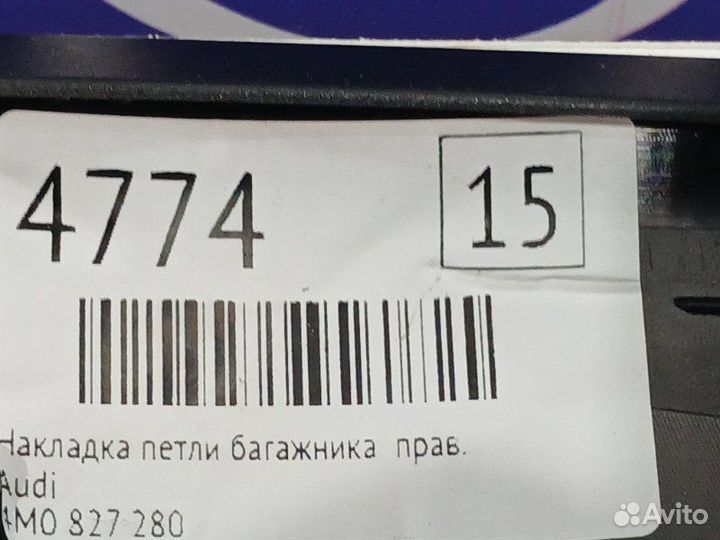 4774
15
Накладка петли багажника прав.
Audi
4M0 827 280
Avito